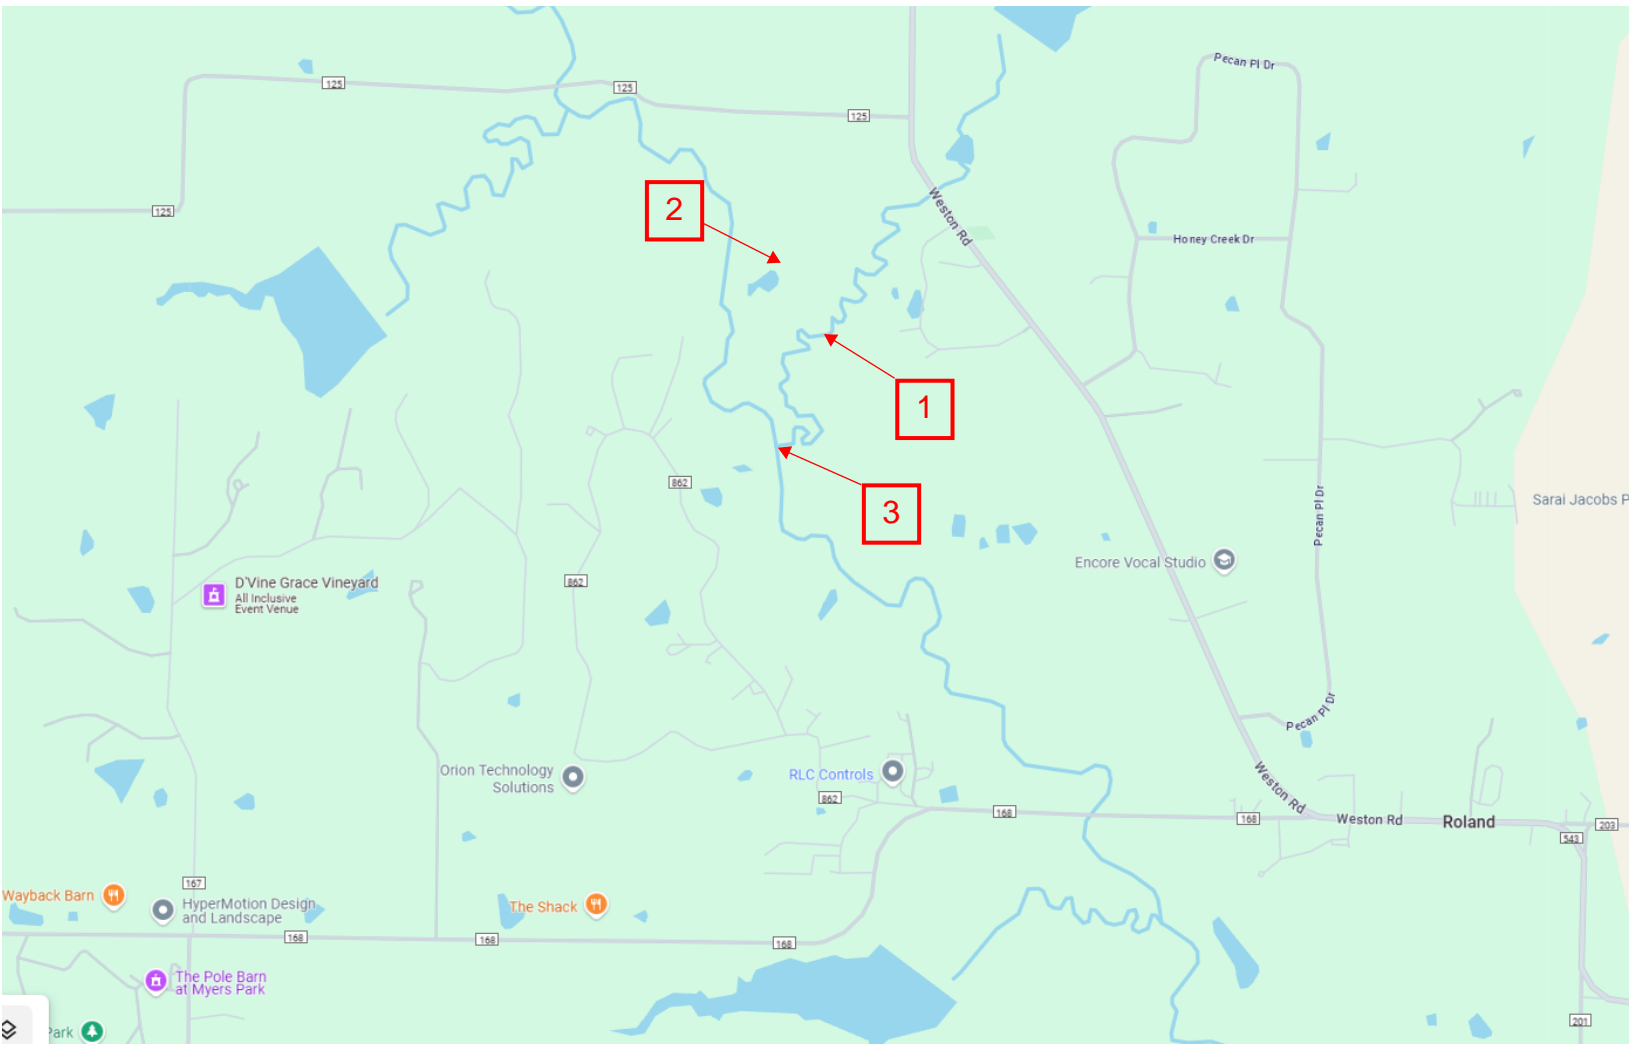 Pecan Pl Dr
125
125
125
Weston Rd
2
125
Honey Creek Dr
1
862
3
Sarai Jacobs P
Pecan Pl Dr
Encore Vocal Studio
862
D'Vine Grace Vineyard
All Inclusive
Event Venue
Pecan Pl Dr
Orion Technology
Solutions
RLC Controls
862
168
Weston Rd
168
Weston Rd
Roland
203
543
167
Wayback Barn
HyperMotion Design
and Landscape
The Shack
168
168
168
The Pole Barn
at Myers Park
Park
201